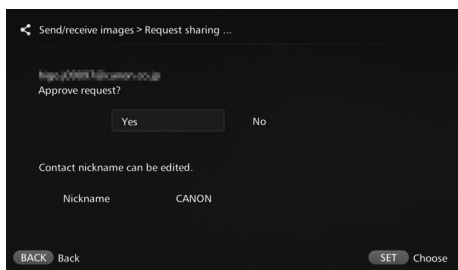 Send/receive images > Request sharing ...
Approve request?
Yes No
Contact nickname can be edited.
Nickname CANON
BACK Back SET Choose